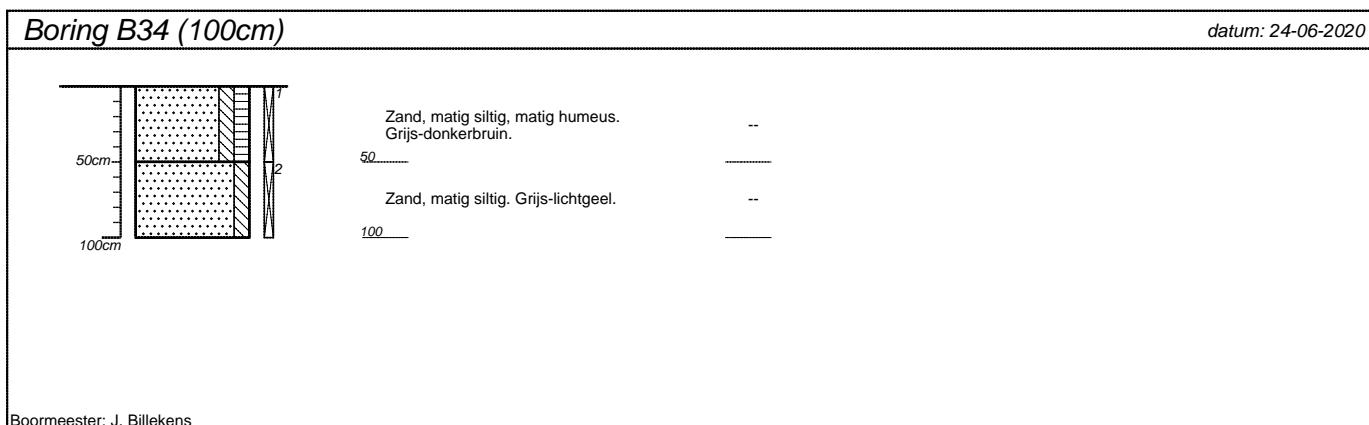 Boring B34 (100cm)
datum: 24-06-2020
1
Zand, matig siltig, matig humeus.
Grijs-donkerbruin.
--
50cm
2
50
Zand, matig siltig. Grijs-lichtgeel.
--
100cm
100
Boormeester: J. Billekens